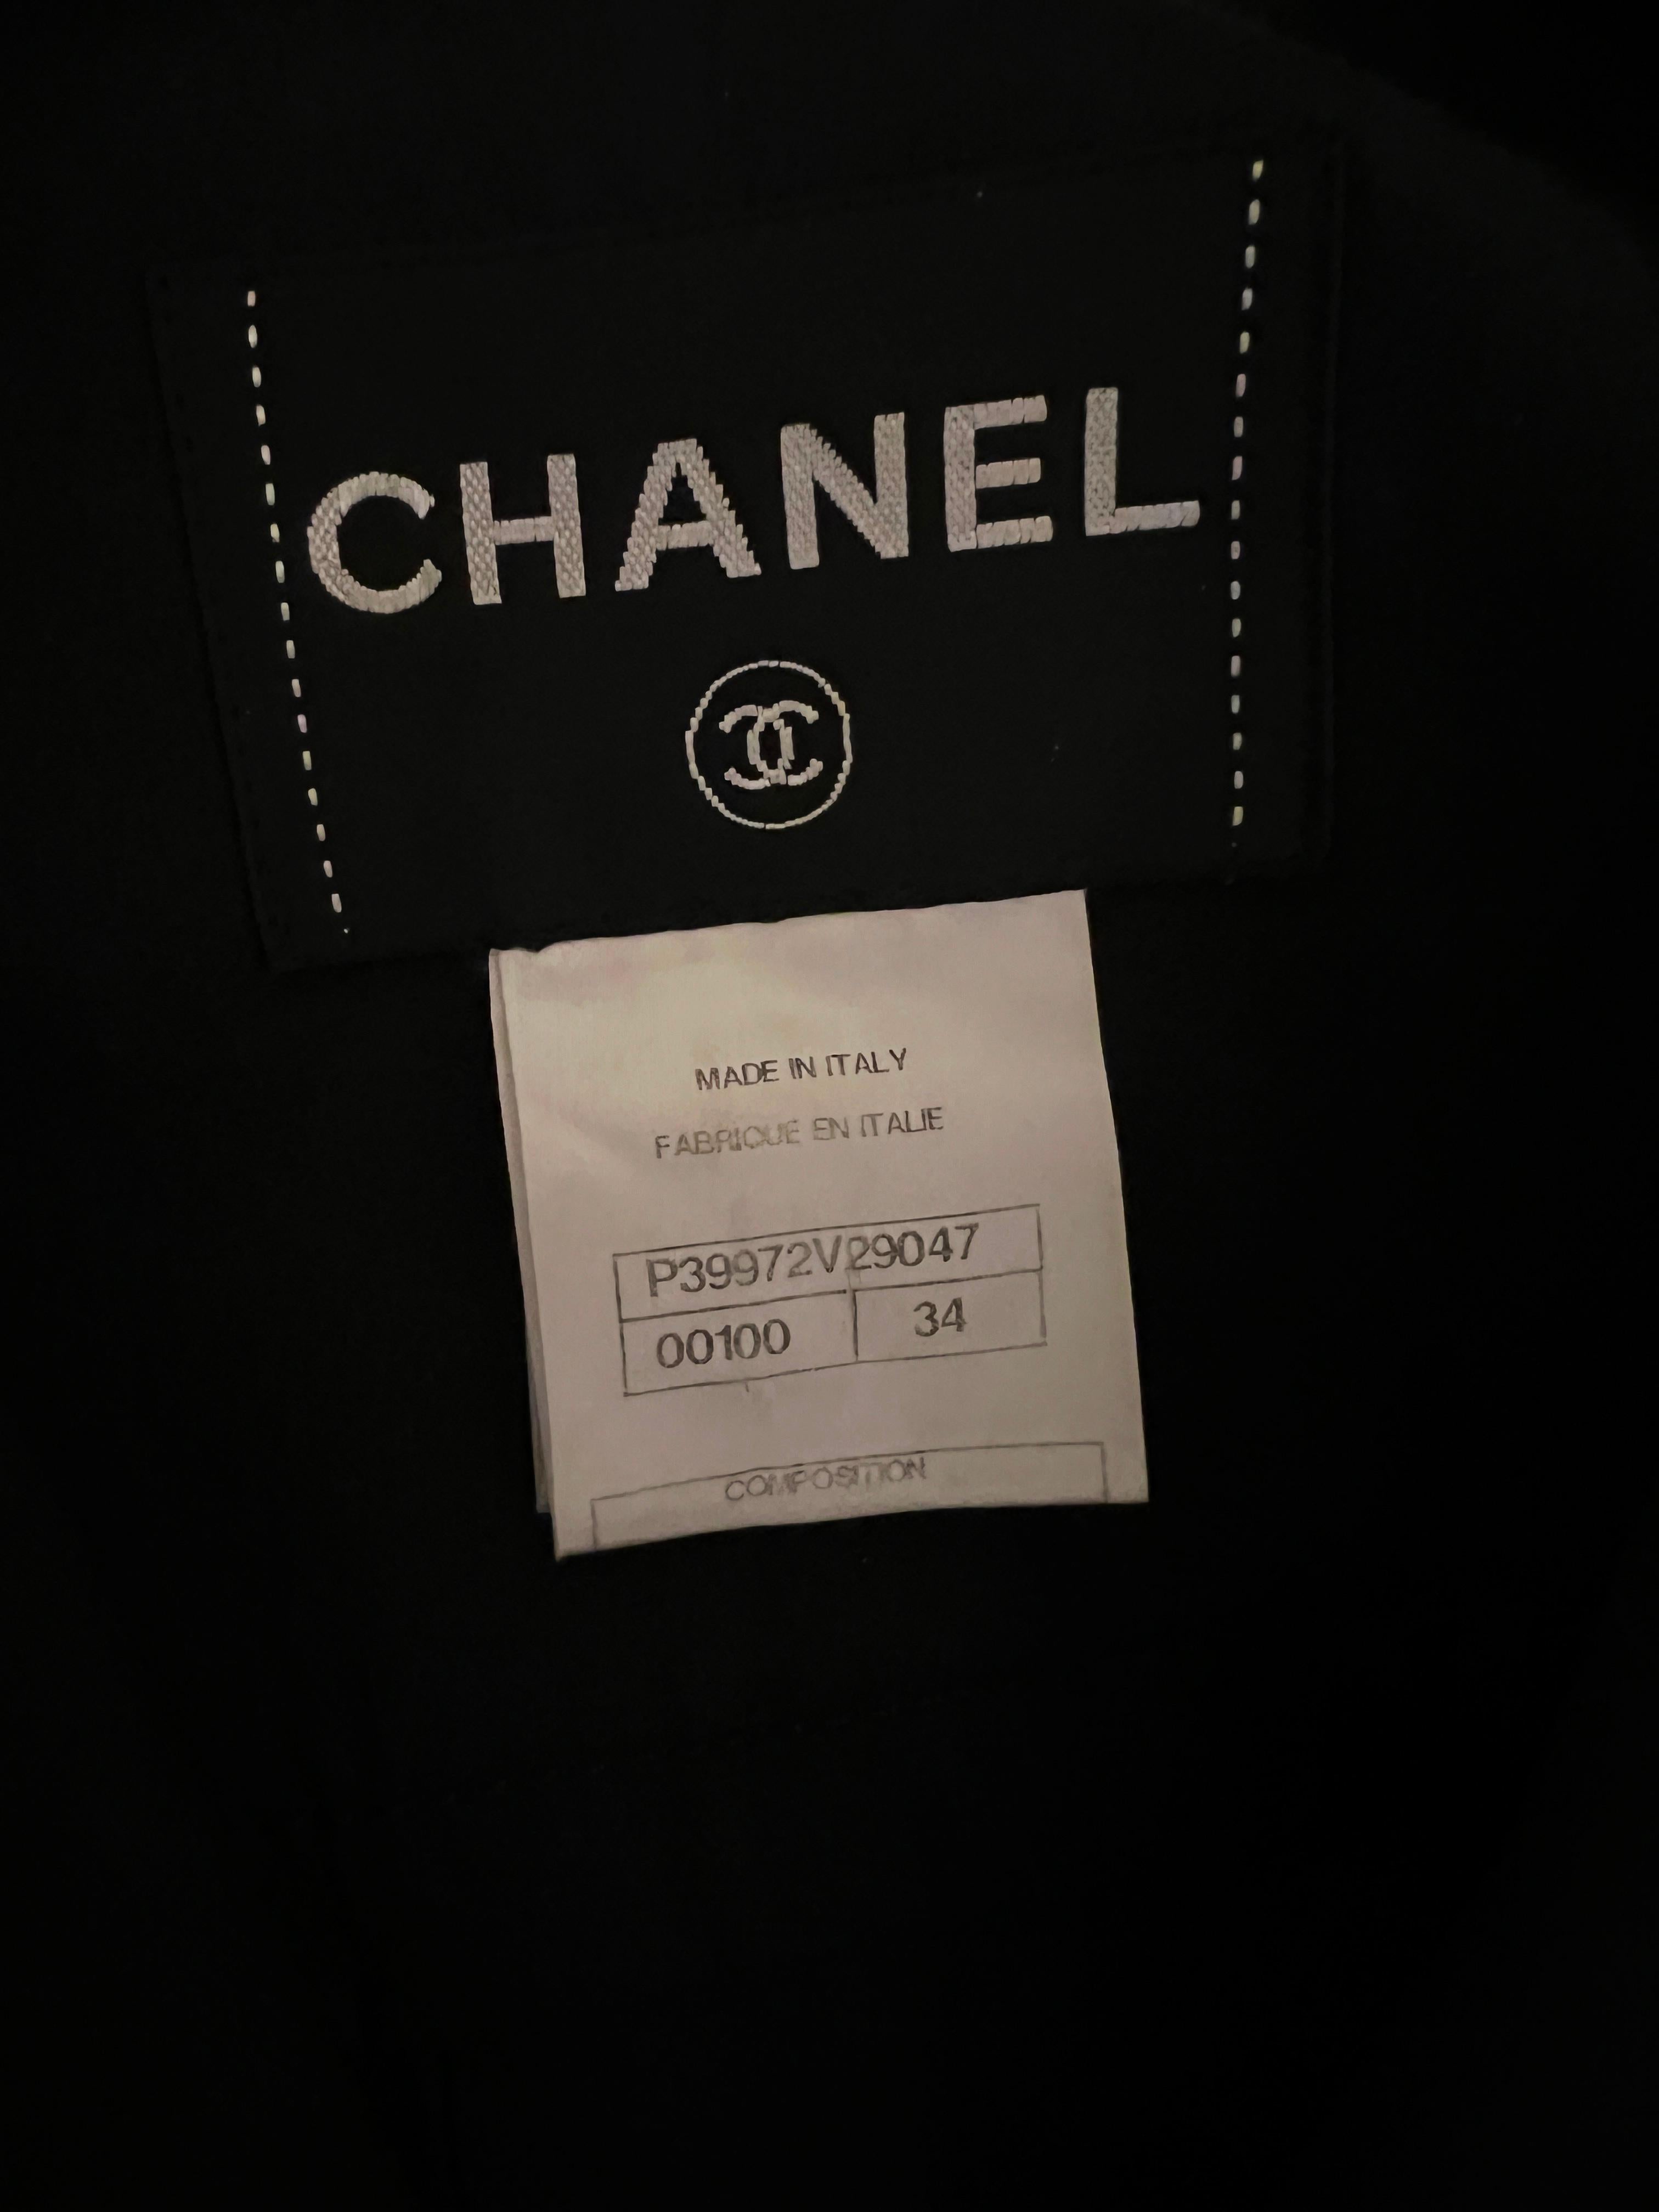 CHANEL
MADE IN ITALY
FABRIQUE EN ITALIE
P39972V29047
00100 34
COMPOSITION